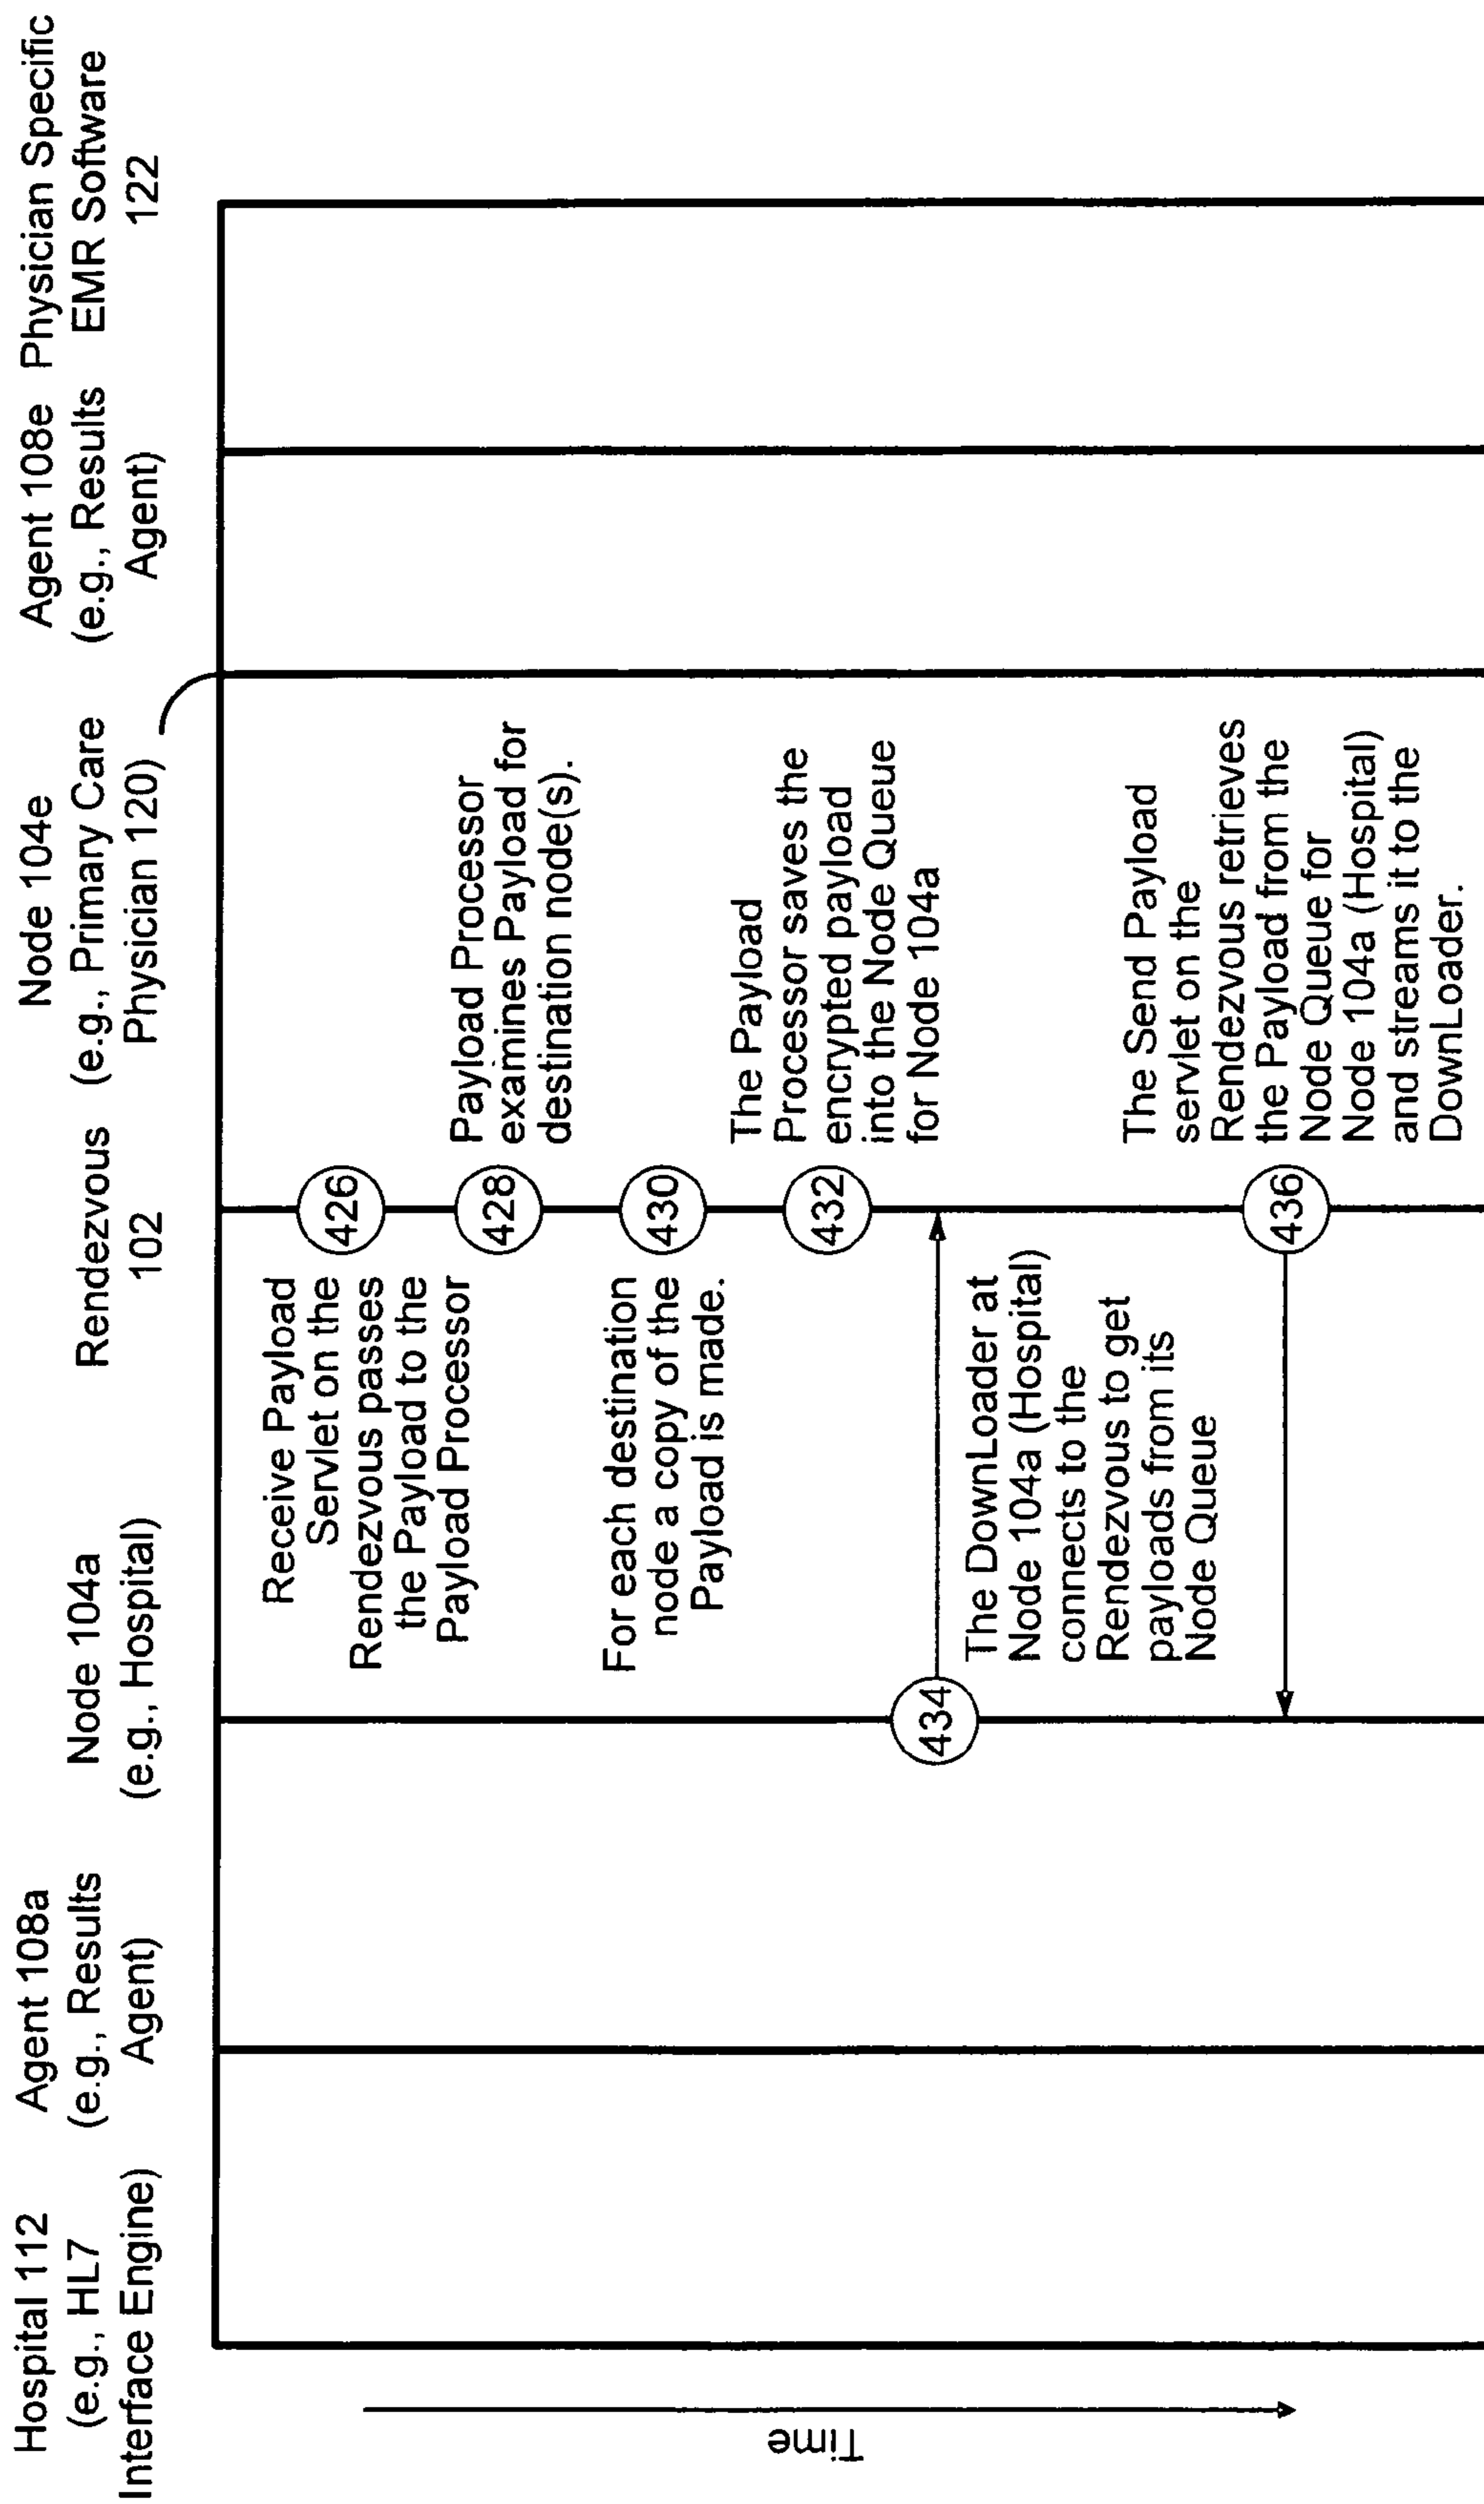 Hospital 112
(e.g., HL7
Interface Engine)
Agent 108a
(e.g., Results
Agent)
Node 104a
(e.g., Hospital)
Rendezvous
102
Node 104e
(e.g., Primary Care
Physician 120)
Agent 108e
(e.g., Results
Agent)
Physician Specific
EMR Software
122
Time
Receive Payload
Servlet on the
Rendezvous passes
the Payload to the
Payload Processor
426
428
Payload Processor
examines Payload for
destination node(s).
For each destination
node a copy of the
Payload is made.
430
432
The Payload
Processor saves the
encrypted payload
into the Node Queue
for Node 104a
434
The DownLoader at
Node 104a (Hospital)
connects to the
Rendezvous to get
payloads from its
Node Queue
436
The Send Payload
servlet on the
Rendezvous retrieves
the Payload from the
Node Queue for
Node 104a (Hospital)
and streams it to the
DownLoader.